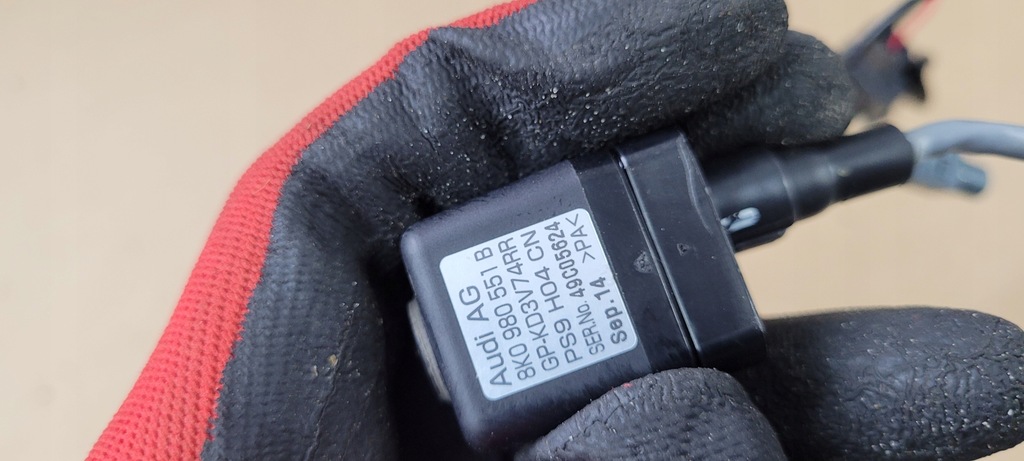 Audi AG
8K0 980 551 B
GP-KD3V74RR
PS9 H04 CN
SER.NO. 49C05624
Sep.14 >PA<